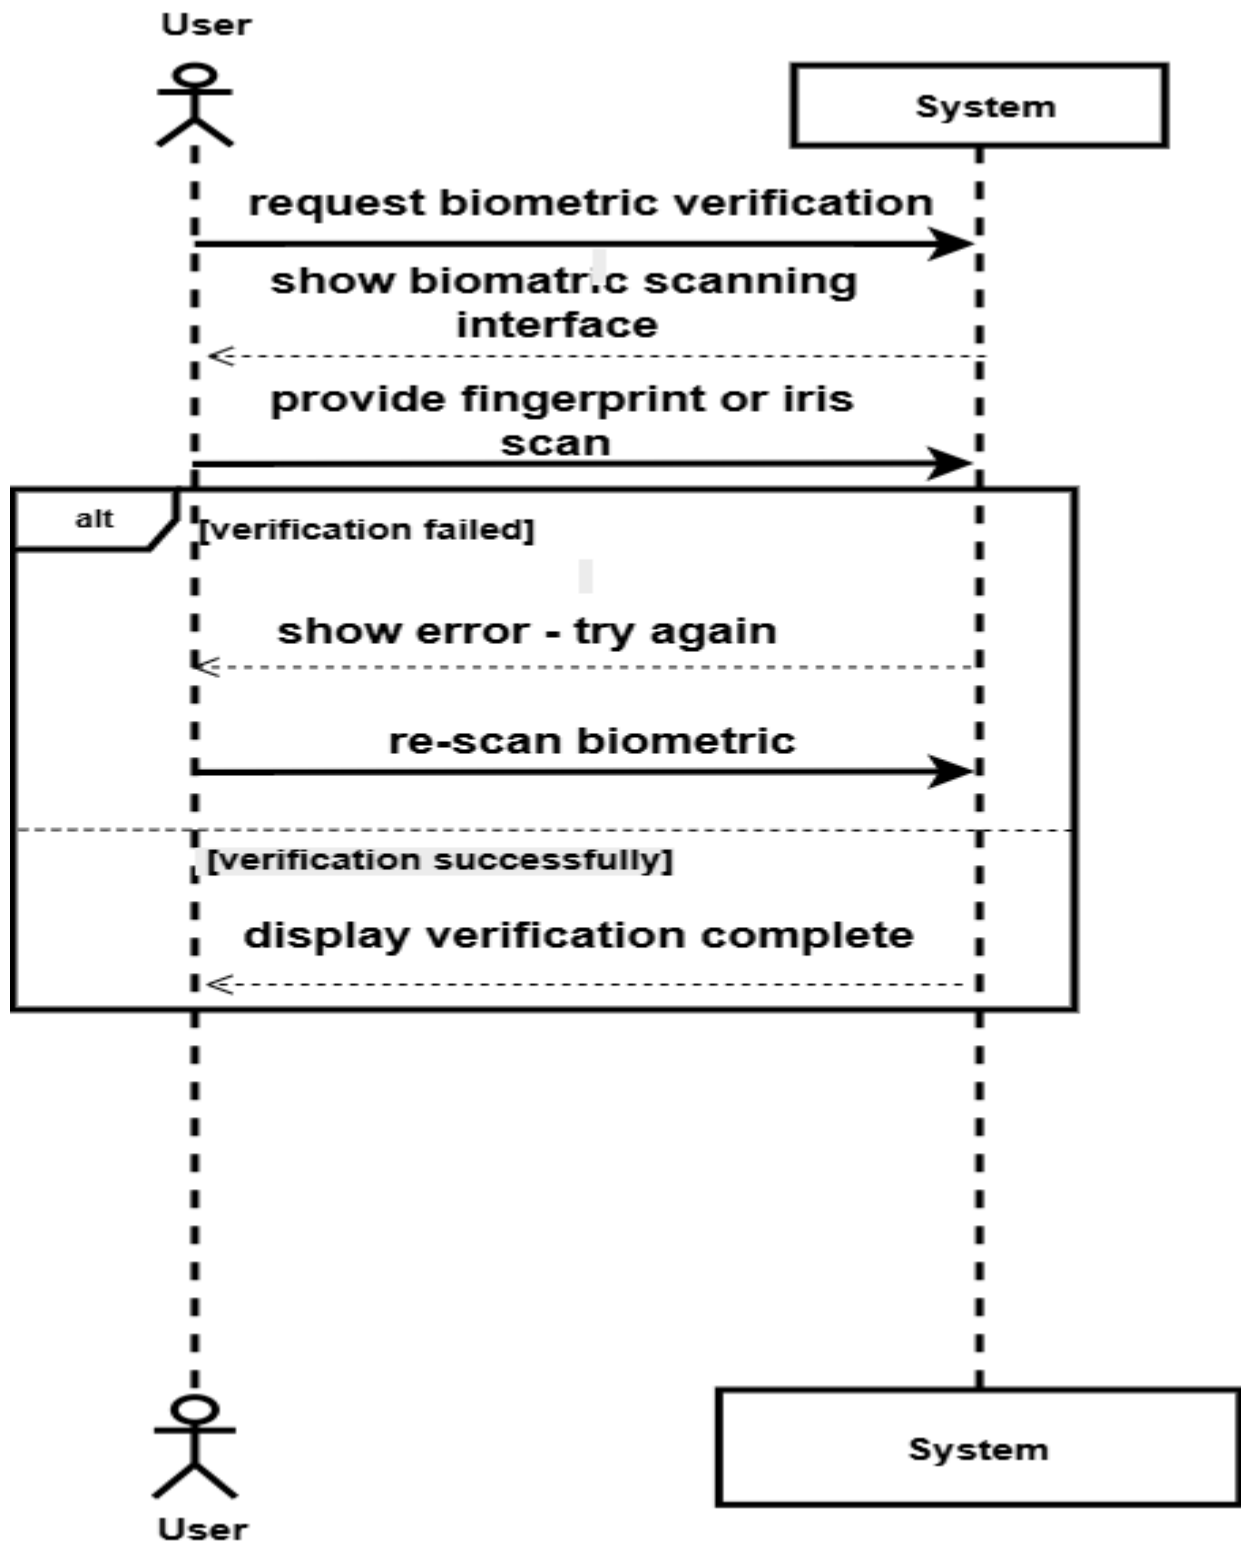 User
System
request biometric verification
show biomatric scanning
interface
provide fingerprint or iris
scan
alt
[verification failed]
show error - try again
re-scan biometric
[verification successfully]
display verification complete
System
User